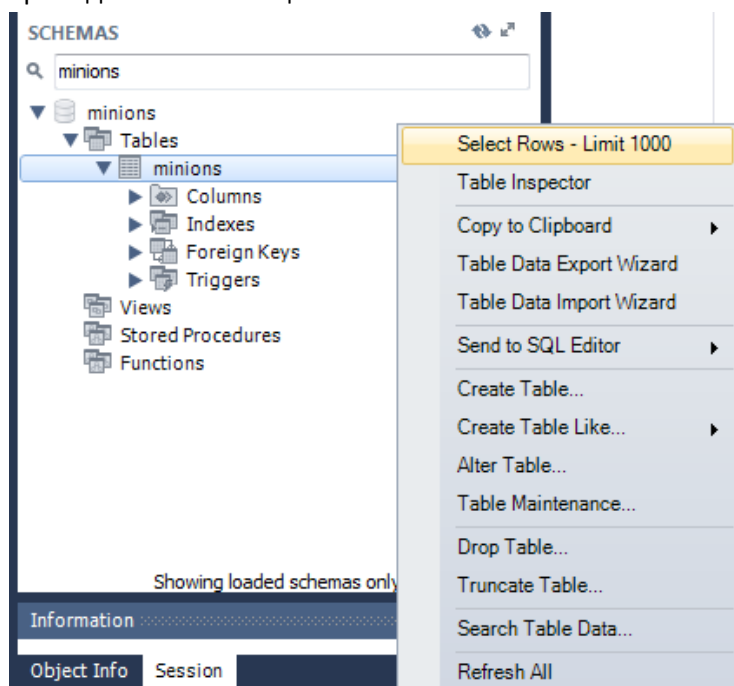 SCHEMAS
minions
minions
Tables
minions
Columns
Indexes
Foreign Keys
Triggers
Views
Stored Procedures
Functions
Showing loaded schemas only
Information
Object Info Session
Select Rows - Limit 1000
Table Inspector
Copy to Clipboard
Table Data Export Wizard
Table Data Import Wizard
Send to SQL Editor
Create Table...
Create Table Like...
Alter Table...
Table Maintenance...
Drop Table...
Truncate Table...
Search Table Data...
Refresh All